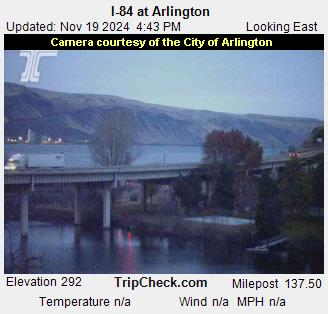 I-84 at Arlington
Updated: Nov 19 2024 4:43 PM Looking East
Camera courtesy of the City of Arlington
Elevation 292 TripCheck.com Milepost 137.50
Temperature n/a Wind n/a MPH n/a